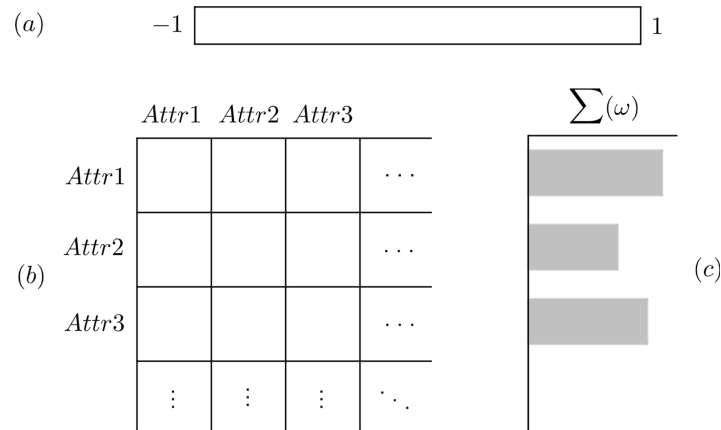 (a) −1 1
∑(ω)
Attr1 Attr2 Attr3
Attr1 ···
Attr2 ···
(b) (c)
Attr3 ···
⋮ ⋮ ⋮ ⋱